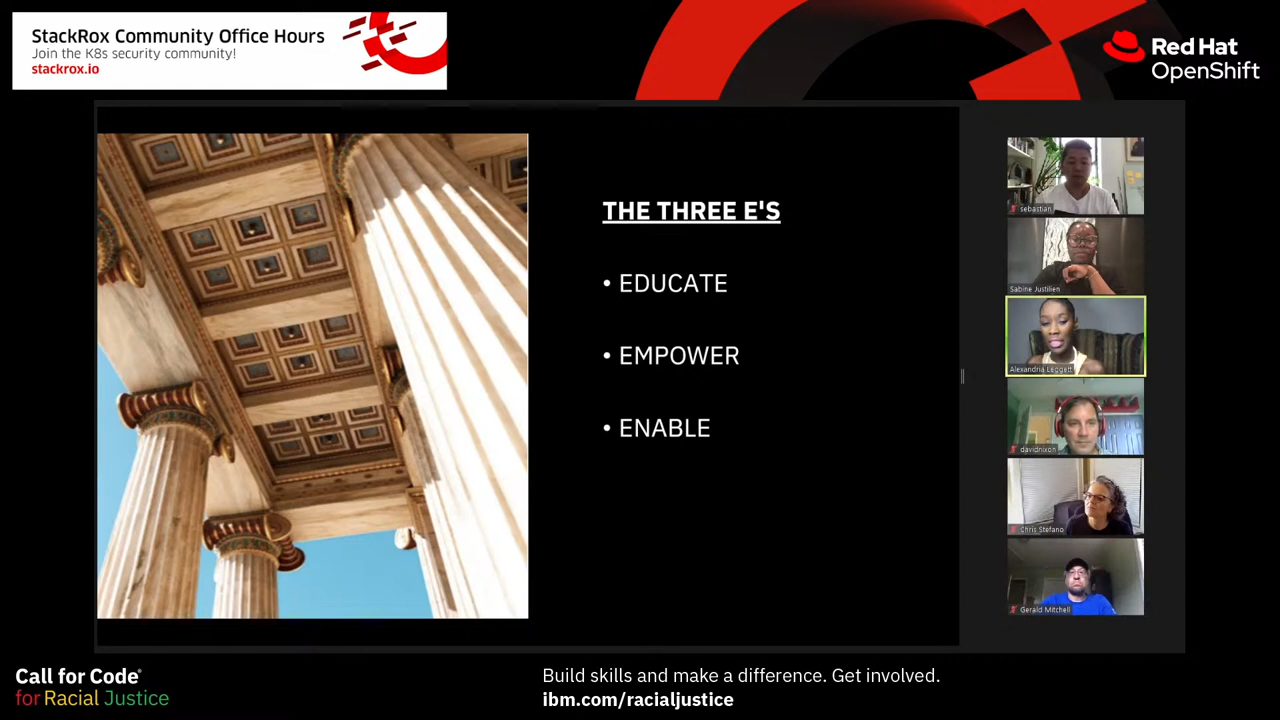 StackRox Community Office Hours
Join the K8s security community!
stackrox.io
Red Hat
OpenShift
THE THREE E'S
• EDUCATE
• EMPOWER
• ENABLE
sebastian
Sabine Justilien
Alexandria Leggett
davidnixon
Chris Stefano
Gerald Mitchell
Call for Code®
for Racial Justice
Build skills and make a difference. Get involved.
ibm.com/racialjustice